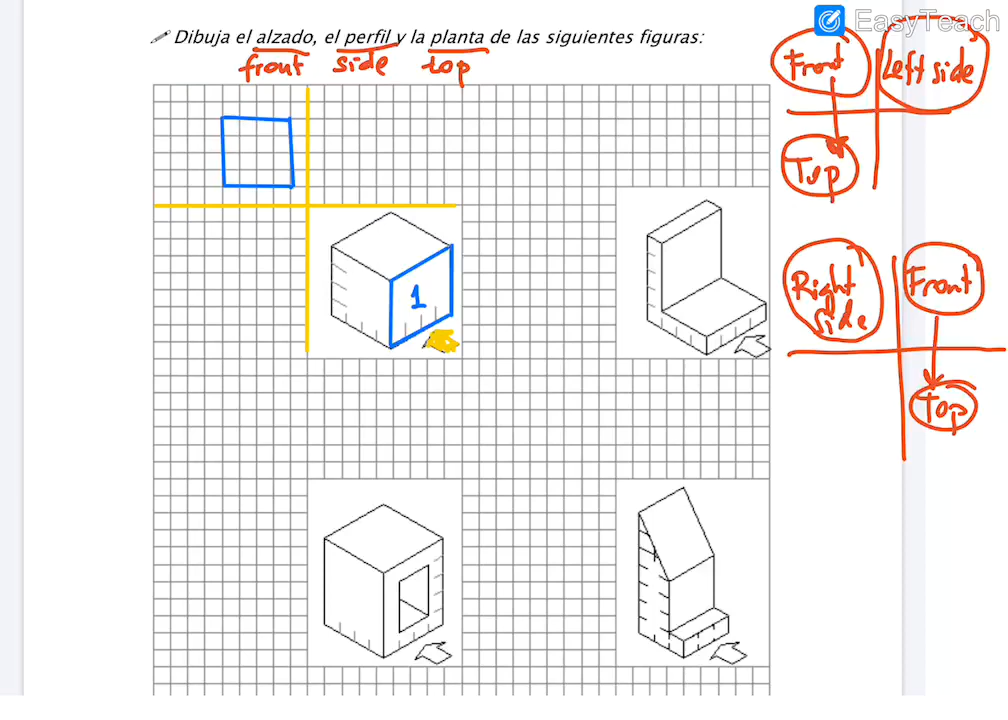 EasyTeach
Dibuja el alzado, el perfil y la planta de las siguientes figuras:
front side top
Front Left side
Top
1
Right side Front
Top